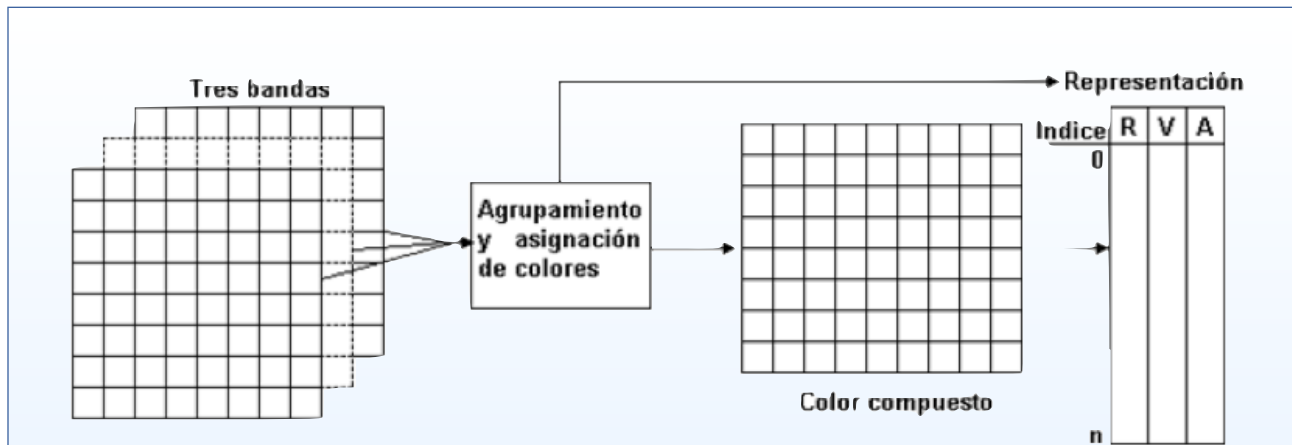 Tres bandas
Agrupamiento
y asignación
de colores
Color compuesto
Representación
Indice R V A
0
n